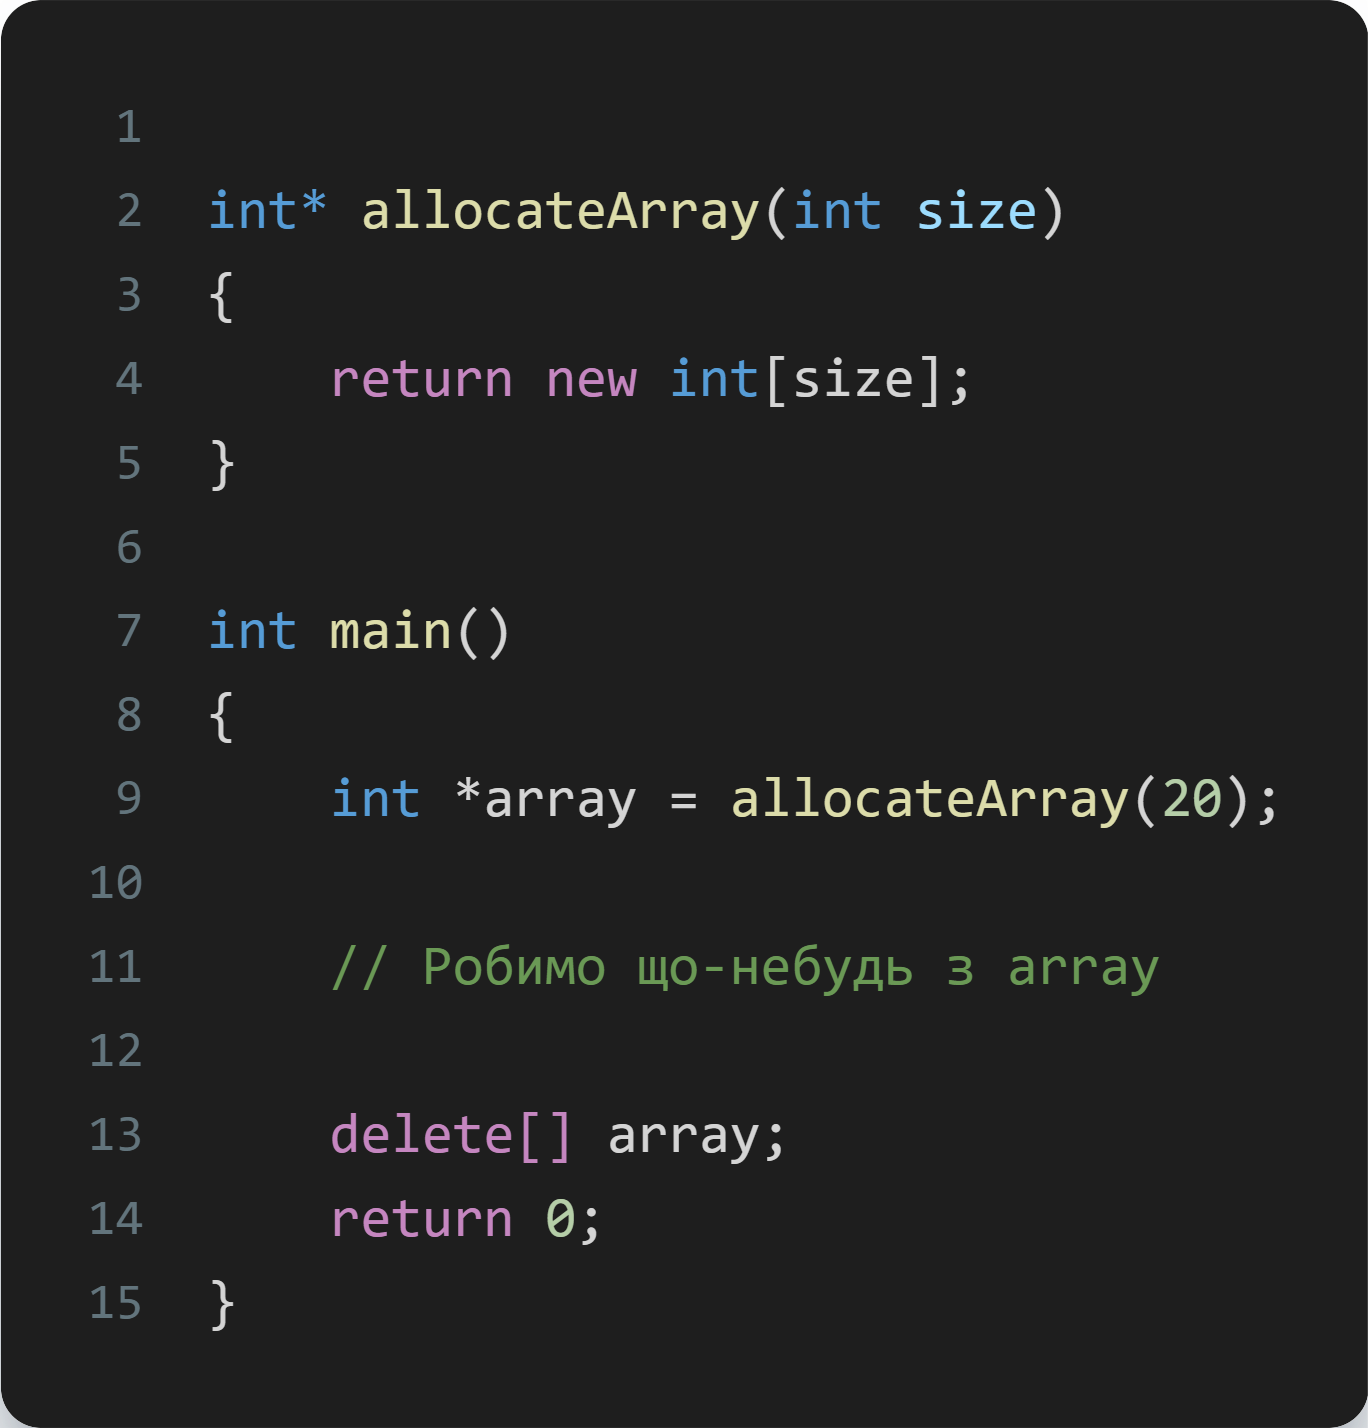 1
2 int* allocateArray(int size)
3 {
4     return new int[size];
5 }
6
7 int main()
8 {
9     int *array = allocateArray(20);
10
11     // Робимо що-небудь з array
12
13     delete[] array;
14     return 0;
15 }